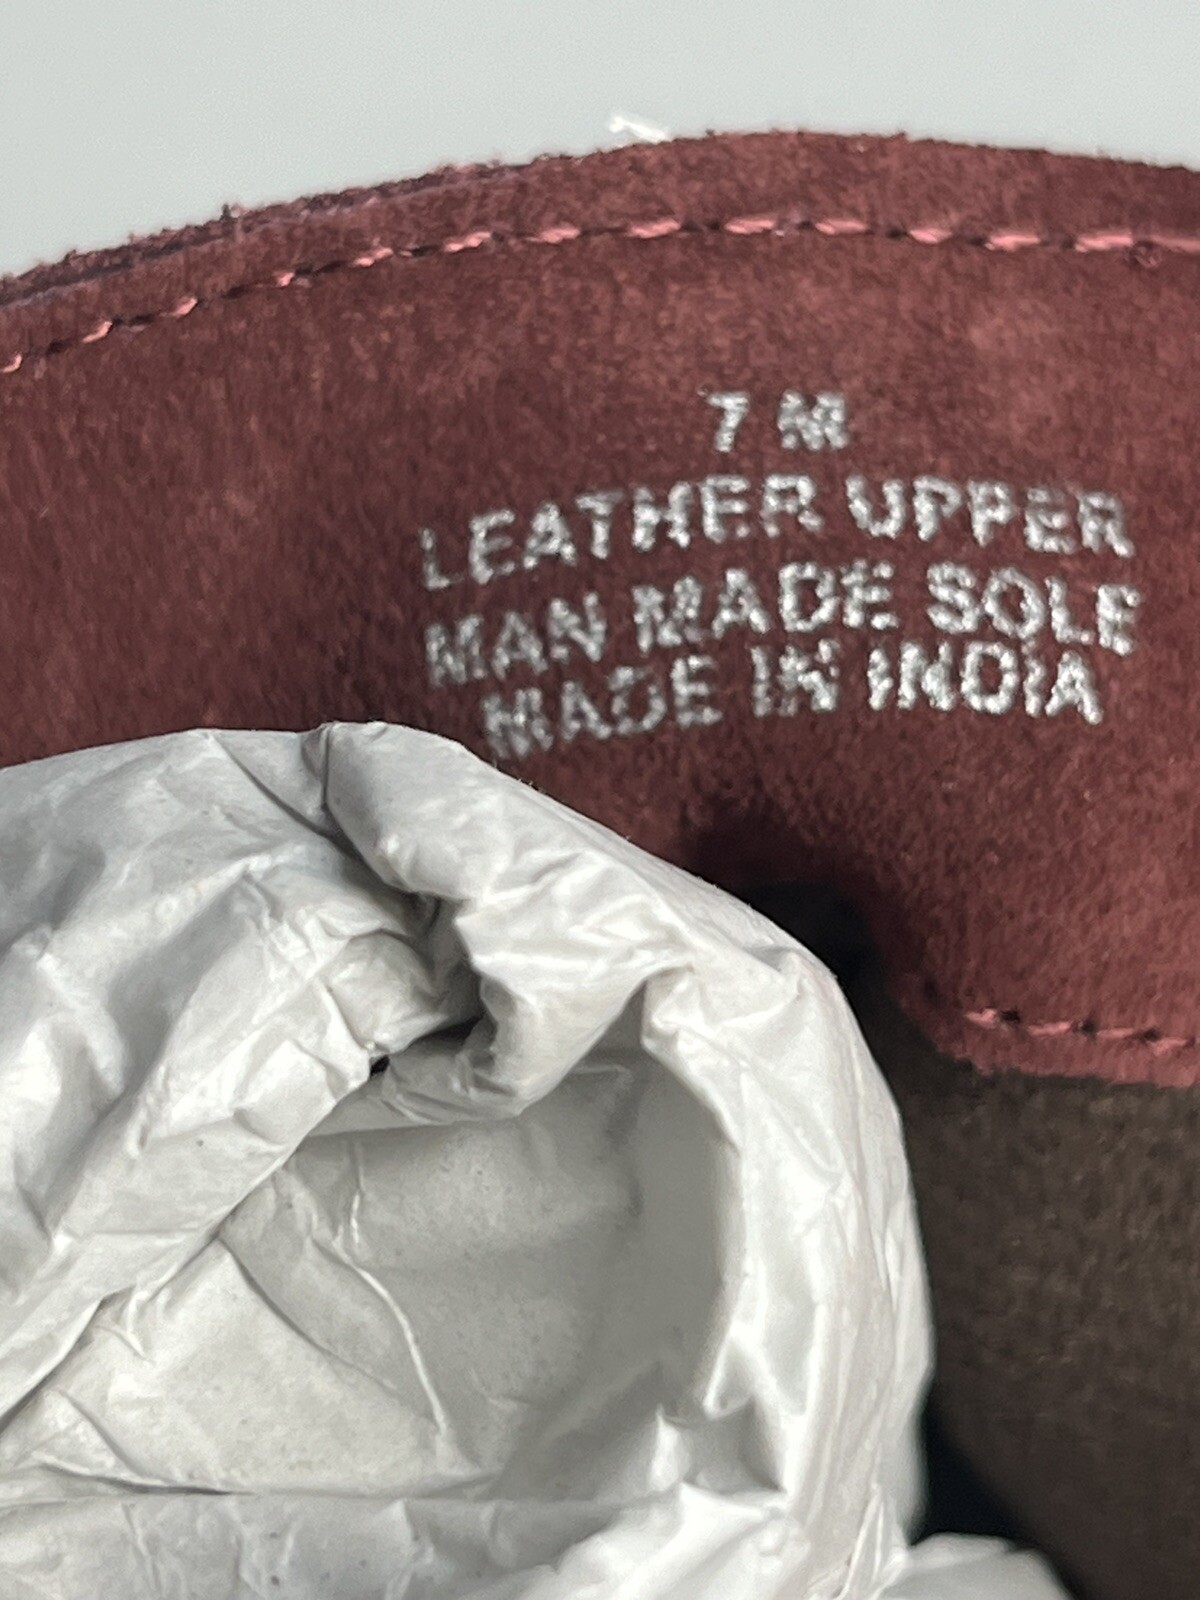 7 M
LEATHER UPPER
MAN MADE SOLE
MADE IN INDIA